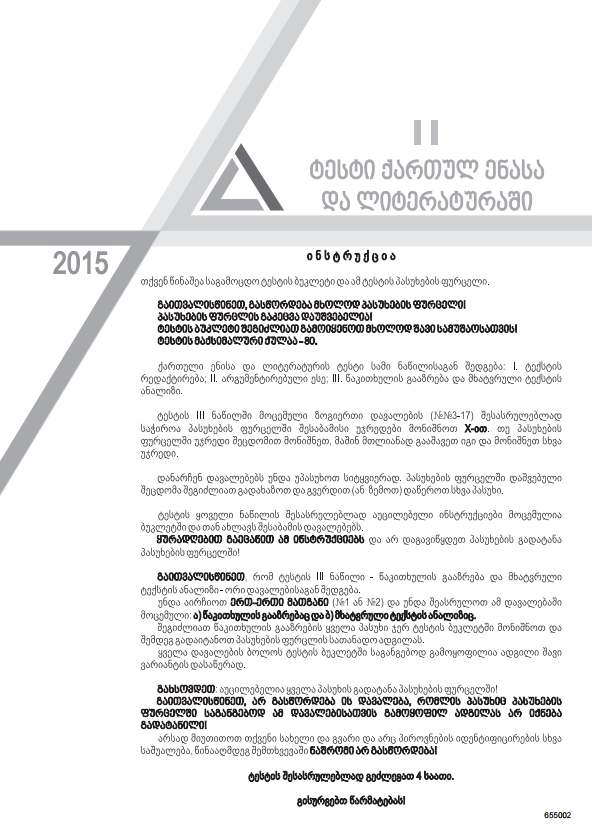 II
ტესტი ქართულ ენასა
და ლიტერატურაში
2015
ინსტრუქცია
თქვენ წინაშეა საგამოცდო ტესტის ბუკლეტი და ამ ტესტის პასუხების ფურცელი.
გაითვალისწინეთ, გასწორდება მხოლოდ პასუხების ფურცელი!
პასუხების ფურცლის გაკეცვა დაუშვებელია!
ტესტის ბუკლეტი შეგიძლიათ გამოიყენოთ მხოლოდ შავი სამუშაოსათვის!
ტესტის მაქსიმალური ქულაა – 80.
ქართული ენისა და ლიტერატურის ტესტი სამი ნაწილისაგან შედგება: I. ტექსტის
რედაქტირება; II. არგუმენტირებული ესე; III. წაკითხულის გააზრება და მხატვრული ტექსტის
ანალიზი.
ტესტის III ნაწილში მოცემული ზოგიერთი დავალების (№№3-17) შესასრულებლად
საჭიროა პასუხების ფურცელში შესაბამისი უჯრედები მონიშნოთ X-ით. თუ პასუხების
ფურცელში უჯრედი შეცდომით მონიშნეთ, მაშინ მთლიანად გააშავეთ იგი და მონიშნეთ სხვა
უჯრედი.
დანარჩენ დავალებებს უნდა უპასუხოთ სიტყვიერად. პასუხების ფურცელში დაშვებული
შეცდომა შეგიძლიათ გადახაზოთ და გვერდით (ან ზემოთ) დაწეროთ სხვა პასუხი.
ტესტის ყოველი ნაწილის შესასრულებლად აუცილებელი ინსტრუქციები მოცემულია
ბუკლეტში და თან ახლავს შესაბამის დავალებებს.
ყურადღებით გაეცანით ამ ინსტრუქციებს და არ დაგავიწყდეთ პასუხების გადატანა
პასუხების ფურცელში!
გაითვალისწინეთ, რომ ტესტის III ნაწილი - წაკითხულის გააზრება და მხატვრული
ტექსტის ანალიზი - ორი დავალებისაგან შედგება.
უნდა აირჩიოთ ერთ-ერთი მათგანი (№1 ან №2) და უნდა შეასრულოთ ამ დავალებაში
მოცემული: ა) წაკითხულის გააზრებაც და ბ) მხატვრული ტექსტის ანალიზიც.
შეგიძლიათ წაკითხულის გააზრების ყველა პასუხი ჯერ ტესტის ბუკლეტში მონიშნოთ და
შემდეგ გადაიტანოთ პასუხების ფურცლის სათანადო ადგილას.
ყველა დავალების ბოლოს ტესტის ბუკლეტში საგანგებოდ გამოყოფილია ადგილი შავი
ვარიანტის დასაწერად.
გახსოვდეთ: აუცილებელია ყველა პასუხის გადატანა პასუხების ფურცელში!
გაითვალისწინეთ, არ გასწორდება ის დავალება, რომლის პასუხიც პასუხების
ფურცელში საგანგებოდ ამ დავალებისათვის გამოყოფილ ადგილას არ იქნება
გადატანილი!
არსად მიუთითოთ თქვენი სახელი და გვარი და არც პიროვნების იდენტიფიცირების სხვა
საშუალება, წინააღმდეგ შემთხვევაში ნაშრომი არ გასწორდება!
ტესტის შესასრულებლად გეძლევათ 4 საათი.
გისურვებთ წარმატებას!
655002